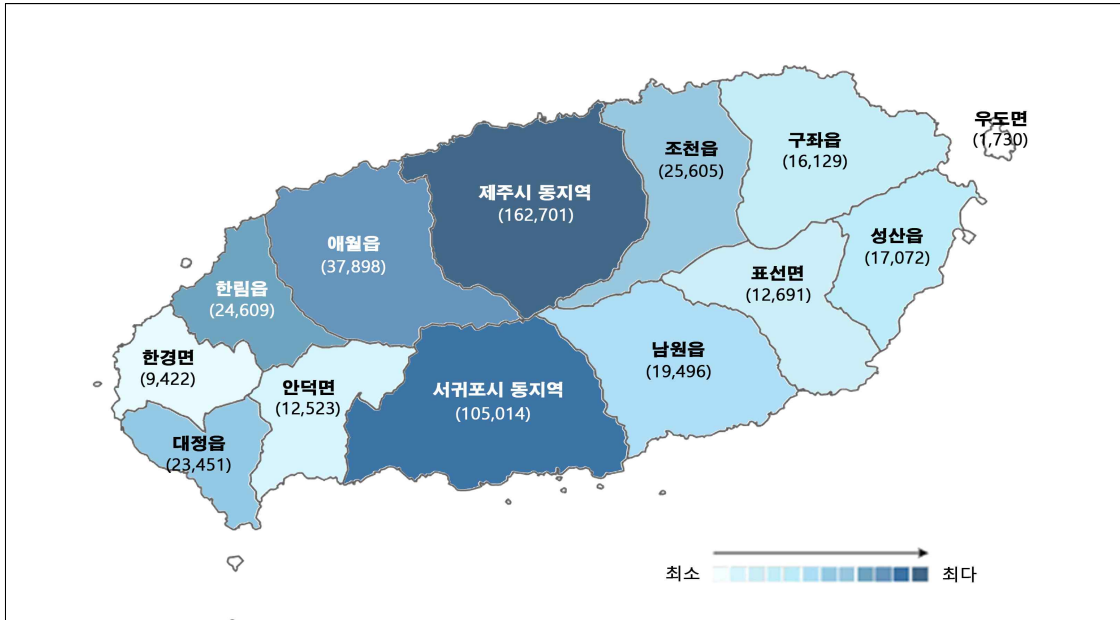 우도면
(1,730)
구좌읍
(16,129)
조천읍
(25,605)
제주시 동지역
(162,701)
성산읍
(17,072)
애월읍
(37,898)
표선면
(12,691)
한림읍
(24,609)
남원읍
(19,496)
한경면
(9,422)
안덕면
(12,523)
서귀포시 동지역
(105,014)
대정읍
(23,451)
최소
최다